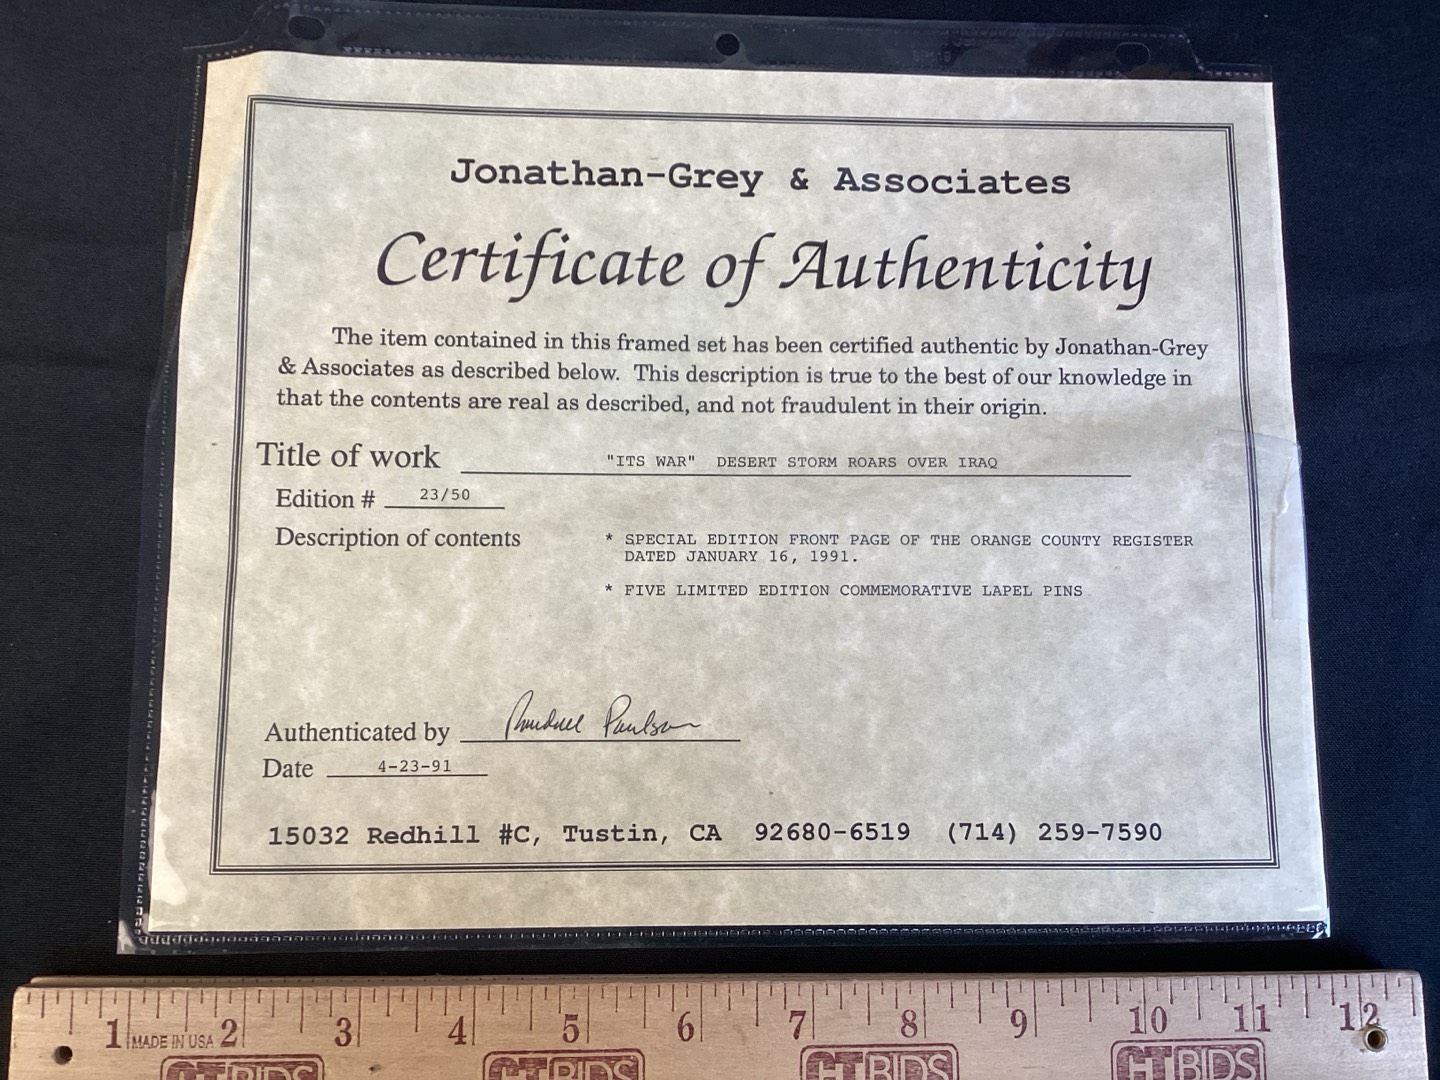 Jonathan-Grey & Associates
Certificate of Authenticity
The item contained in this framed set has been certified authentic by Jonathan-Grey
& Associates as described below. This description is true to the best of our knowledge in
that the contents are real as described, and not fraudulent in their origin.
Title of work "ITS WAR" DESERT STORM ROARS OVER IRAQ
Edition # 23/50
Description of contents * SPECIAL EDITION FRONT PAGE OF THE ORANGE COUNTY REGISTER
DATED JANUARY 16, 1991.
* FIVE LIMITED EDITION COMMEMORATIVE LAPEL PINS
Authenticated by Paulson
Date 4-23-91
15032 Redhill #C, Tustin, CA 92680-6519 (714) 259-7590
1 MADE IN USA 2 3 4 5 6 7 8 9 10 11 12
CTBIDS CTBIDS CTBIDS CTBIDS